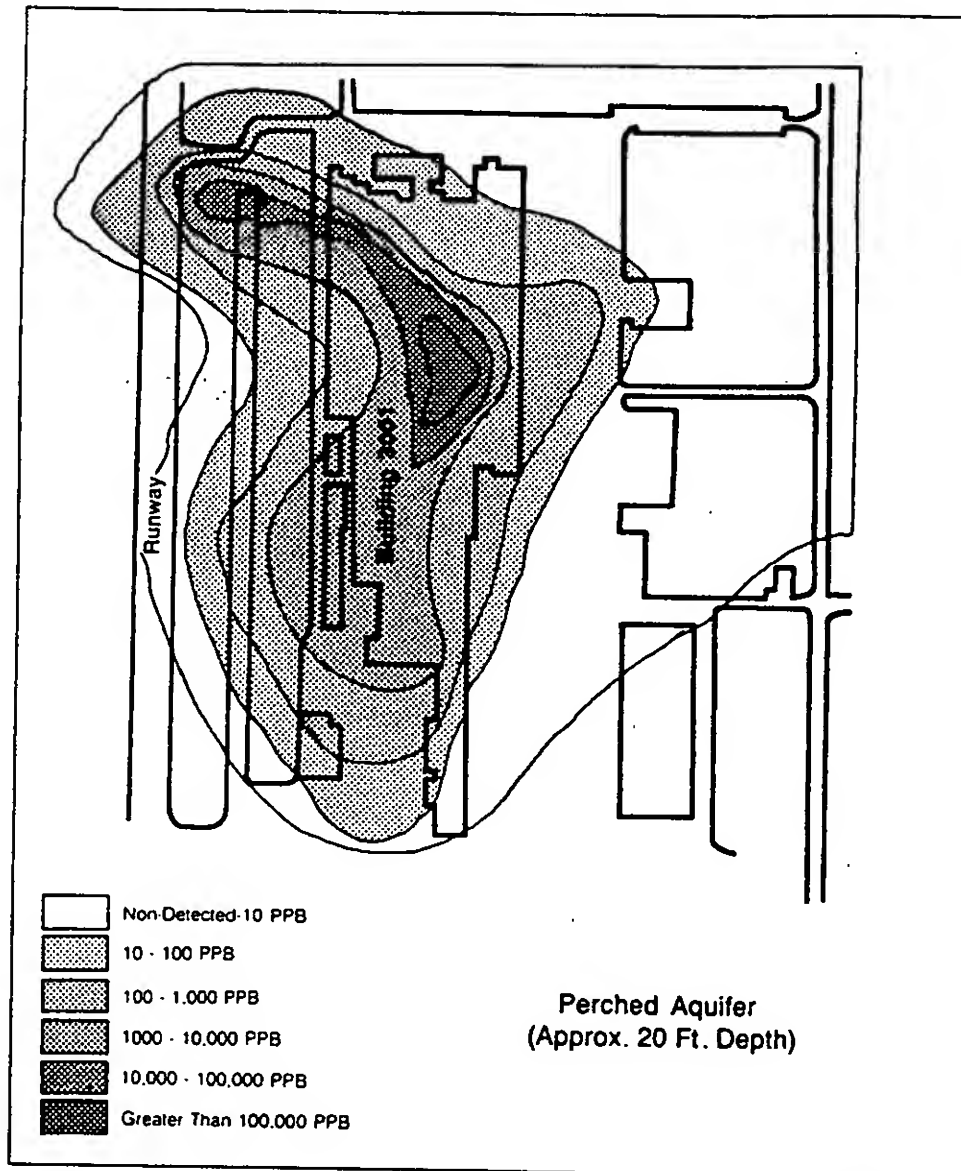 Runway
Building 3001
Non-Detected-10 PPB
10 - 100 PPB
100 - 1.000 PPB
1000 - 10.000 PPB
10,000 - 100,000 PPB
Greater Than 100.000 PPB
Perched Aquifer
(Approx. 20 Ft. Depth)